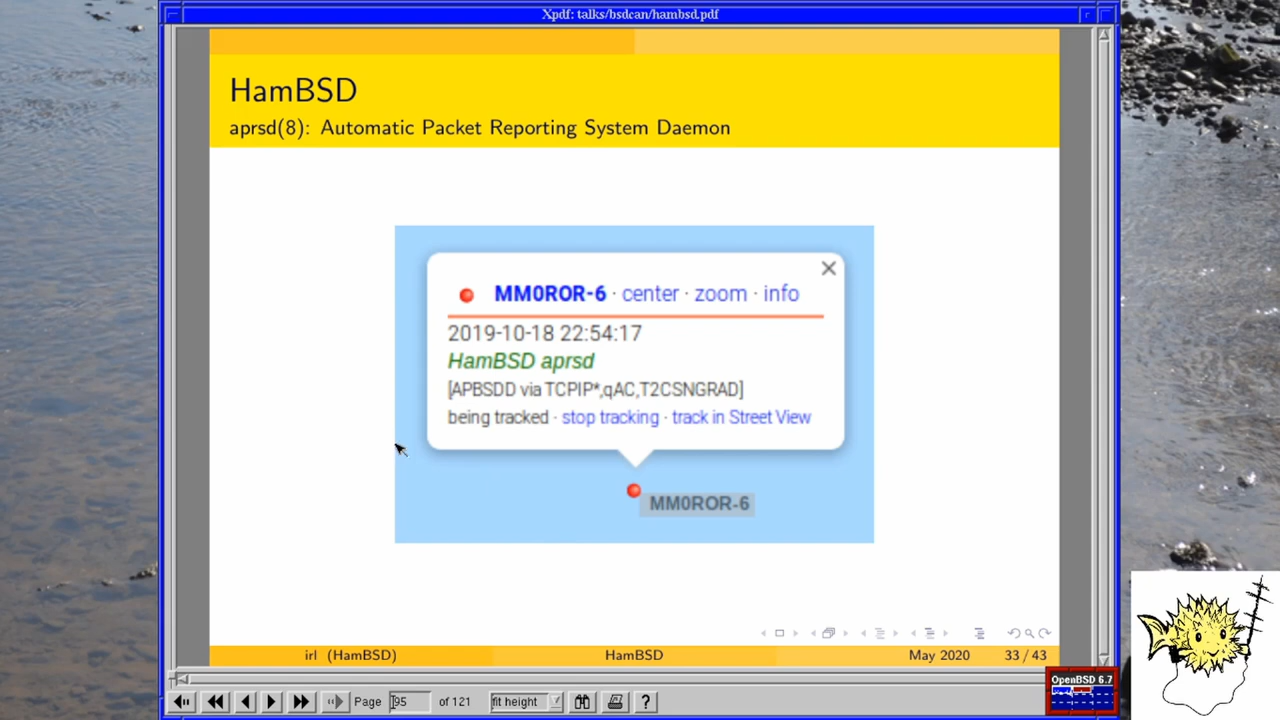 Xpdf: talks/bsdcan/hambsd.pdf
HamBSD
aprsd(8): Automatic Packet Reporting System Daemon
MM0ROR-6 · center · zoom · info
2019-10-18 22:54:17
HamBSD aprsd
[APBSDD via TCPIP*,qAC,T2CSNGRAD]
being tracked · stop tracking · track in Street View
MM0ROR-6
irl (HamBSD) HamBSD May 2020 33 / 43
Page 95 of 121 fit height ?
OpenBSD 6.7